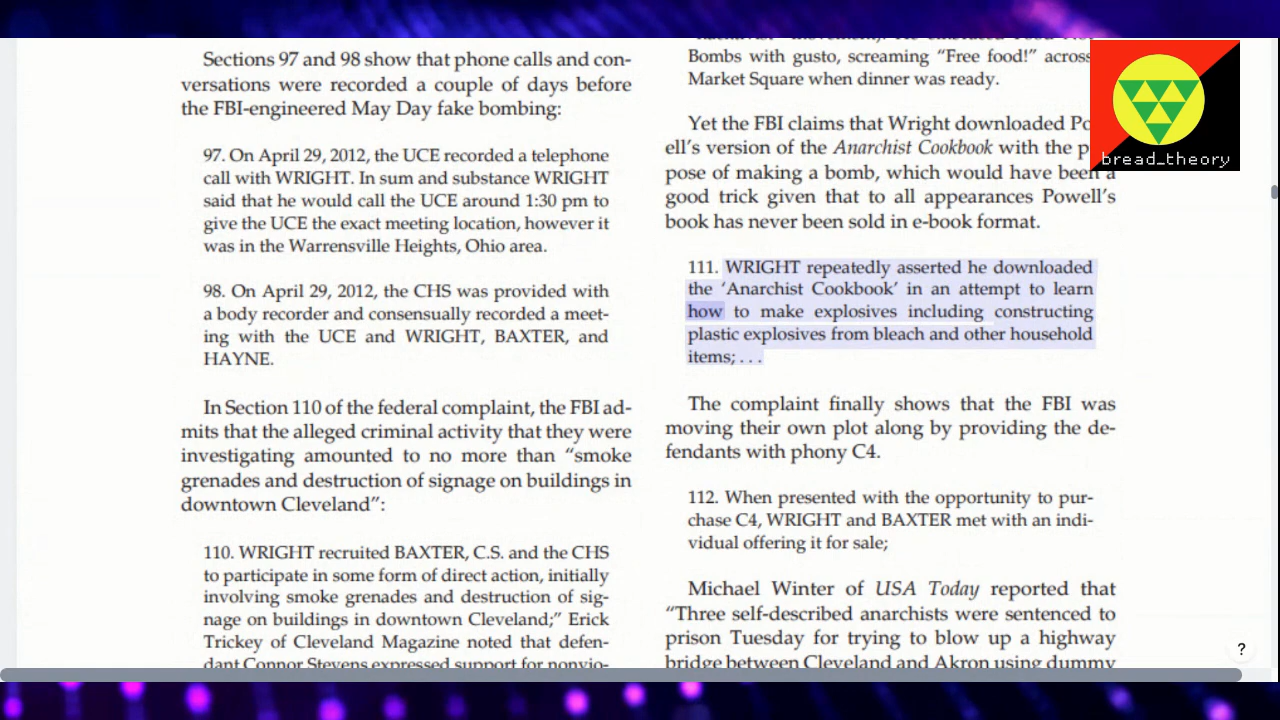 Sections 97 and 98 show that phone calls and con-
versations were recorded a couple of days before
the FBI-engineered May Day fake bombing:
97. On April 29, 2012, the UCE recorded a telephone
call with WRIGHT. In sum and substance WRIGHT
said that he would call the UCE around 1:30 pm to
give the UCE the exact meeting location, however it
was in the Warrensville Heights, Ohio area.
98. On April 29, 2012, the CHS was provided with
a body recorder and consensually recorded a meet-
ing with the UCE and WRIGHT, BAXTER, and
HAYNE.
In Section 110 of the federal complaint, the FBI ad-
mits that the alleged criminal activity that they were
investigating amounted to no more than “smoke
grenades and destruction of signage on buildings in
downtown Cleveland”:
110. WRIGHT recruited BAXTER, C.S. and the CHS
to participate in some form of direct action, initially
involving smoke grenades and destruction of sig-
nage on buildings in downtown Cleveland;” Erick
Trickey of Cleveland Magazine noted that defen-
dant Connor Stevens expressed support for nonvio-
Bombs with gusto, screaming “Free food!” across
Market Square when dinner was ready.
Yet the FBI claims that Wright downloaded Po
ell’s version of the Anarchist Cookbook with the p
pose of making a bomb, which would have been a
good trick given that to all appearances Powell’s
book has never been sold in e-book format.
111. WRIGHT repeatedly asserted he downloaded
the ‘Anarchist Cookbook’ in an attempt to learn
how to make explosives including constructing
plastic explosives from bleach and other household
items; . . .
The complaint finally shows that the FBI was
moving their own plot along by providing the de-
fendants with phony C4.
112. When presented with the opportunity to pur-
chase C4, WRIGHT and BAXTER met with an indi-
vidual offering it for sale;
Michael Winter of USA Today reported that
“Three self-described anarchists were sentenced to
prison Tuesday for trying to blow up a highway
bridge between Cleveland and Akron using dummy
bread_theory
?